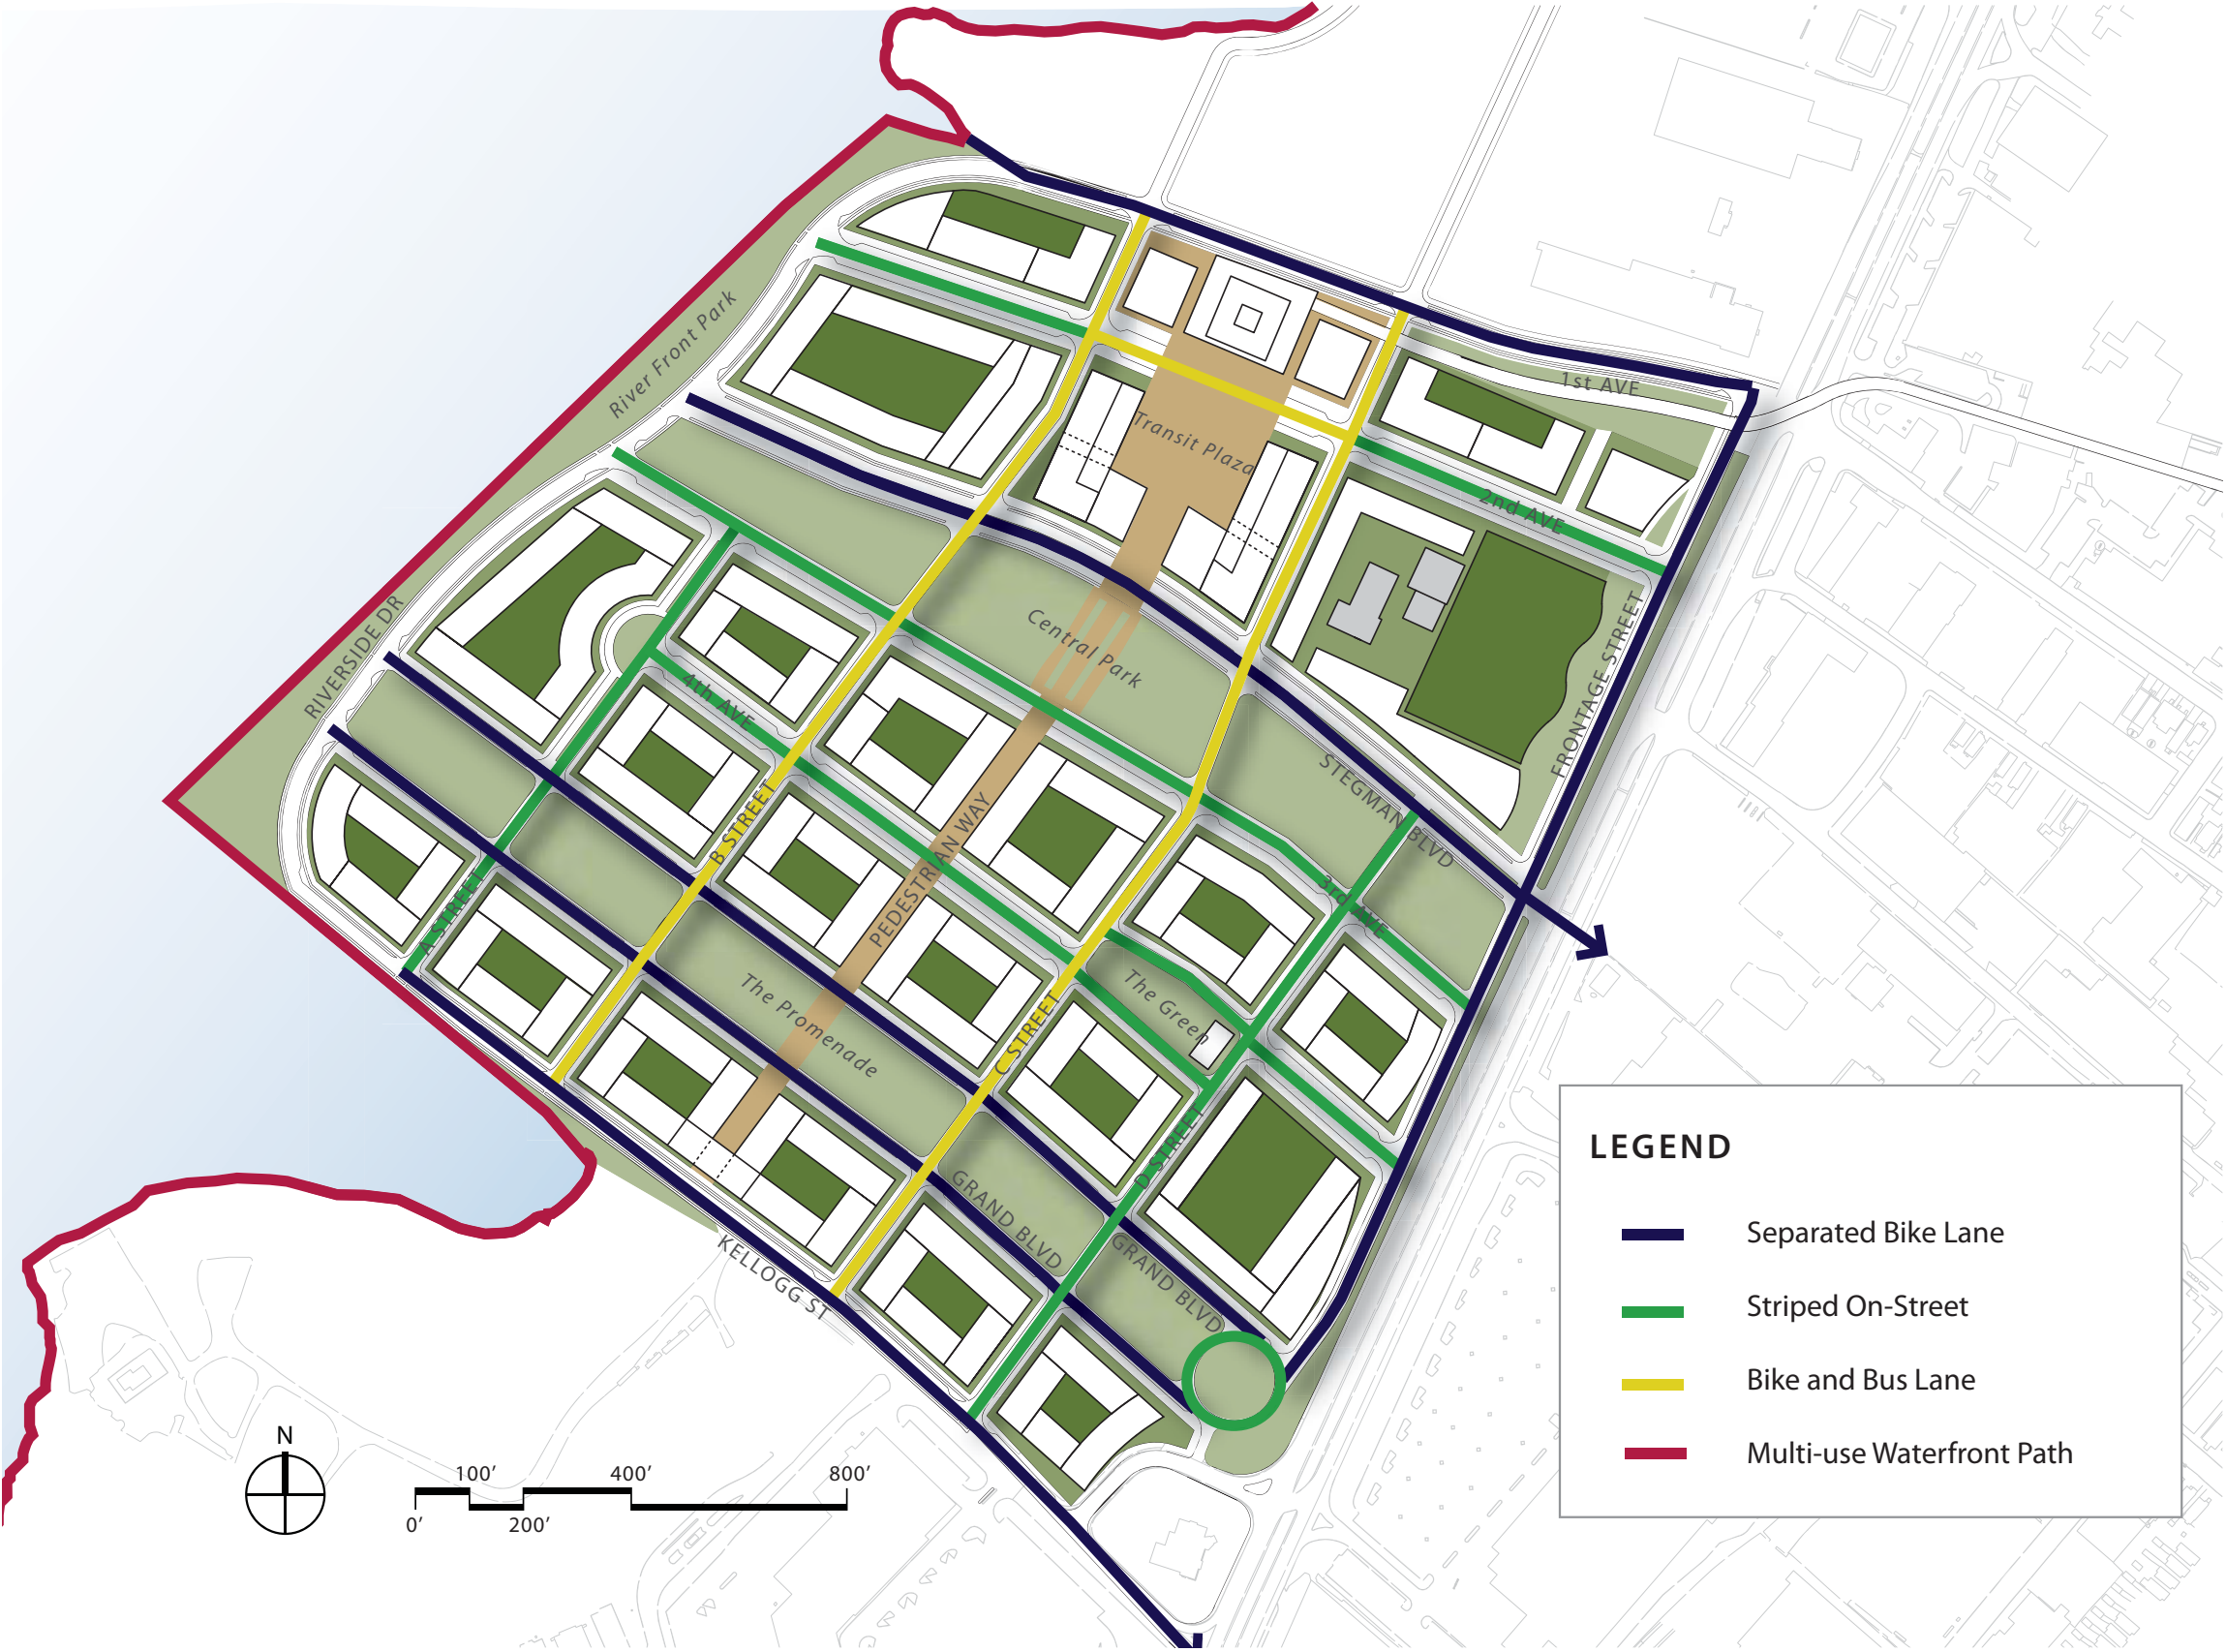 River Front Park
1st AVE
Transit Plaza
2nd AVE
RIVERSIDE DR
Central Park
FRONTAGE STREET
4th AVE
STEGMAN BLVD
B STREET
PEDESTRIAN WAY
3rd AVE
A STREET
The Promenade
The Green
C STREET
D STREET
GRAND BLVD
GRAND BLVD
KELLOGG ST
LEGEND
Separated Bike Lane
Striped On-Street
Bike and Bus Lane
Multi-use Waterfront Path
N
100’ 400’ 800’
0’ 200’